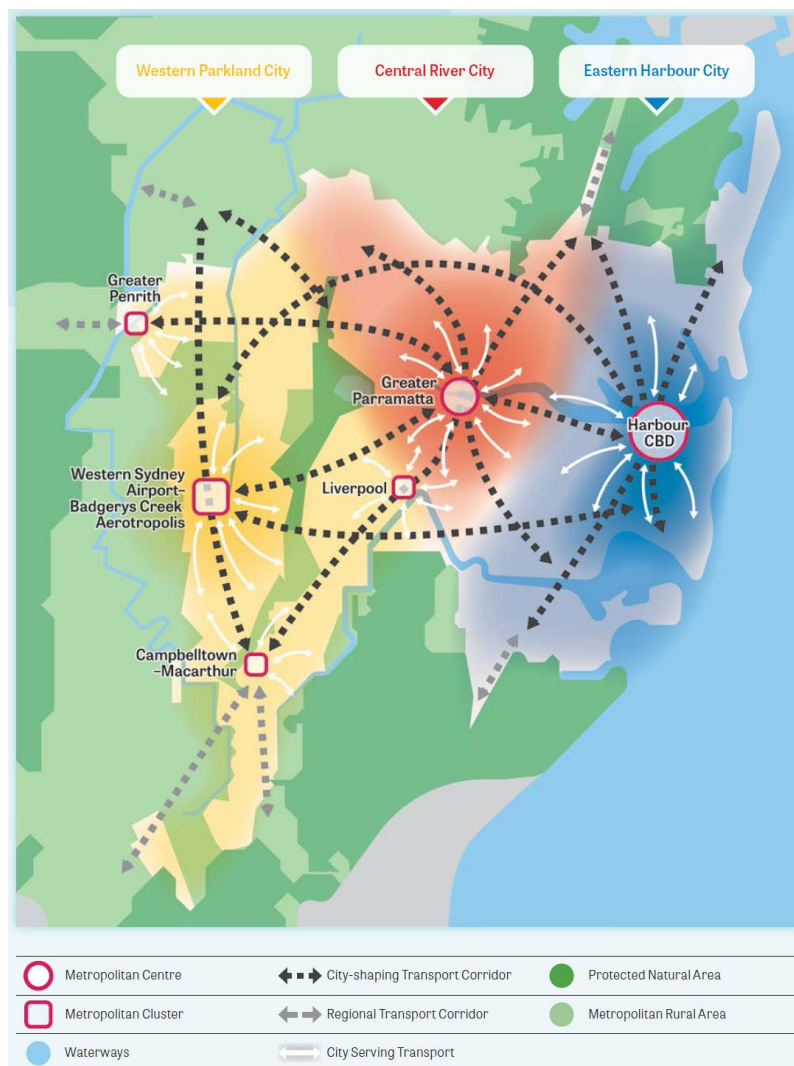 Western Parkland City
Central River City
Eastern Harbour City
Greater
Penrith
Greater
Parramatta
Harbour
CBD
Western Sydney
Airport–
Badgerys Creek
Aerotropolis
Liverpool
Campbelltown
–Macarthur
Metropolitan Centre
City-shaping Transport Corridor
Protected Natural Area
Metropolitan Cluster
Regional Transport Corridor
Metropolitan Rural Area
Waterways
City Serving Transport